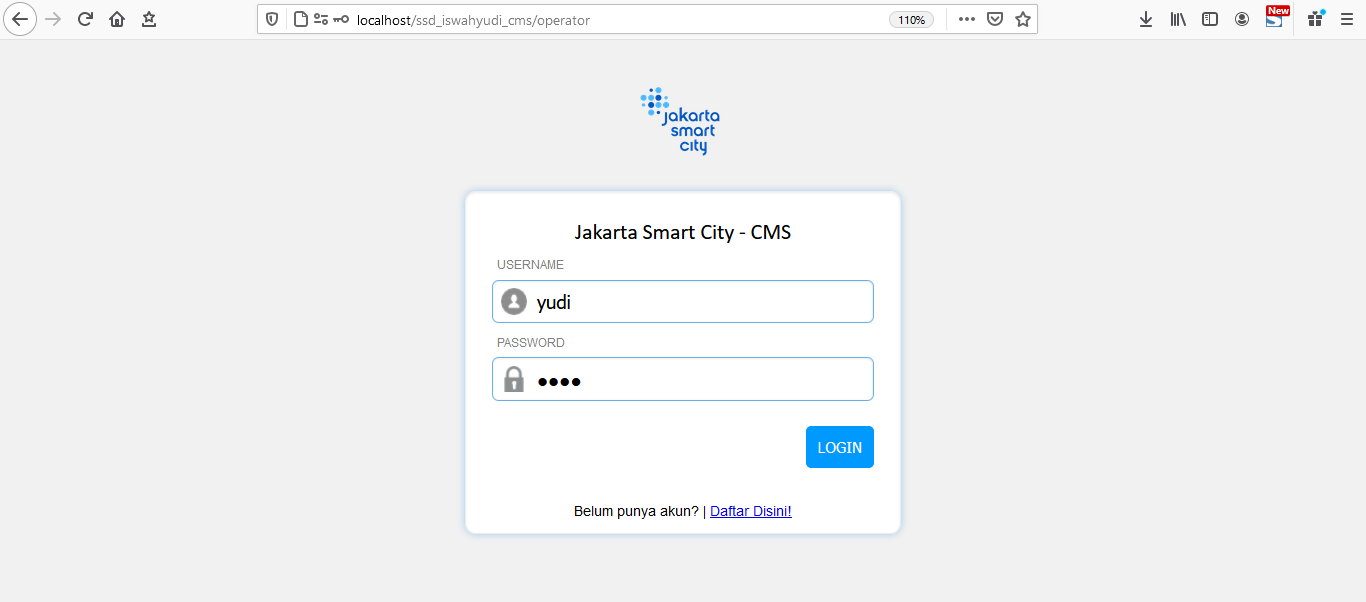 localhost/ssd_iswahyudi_cms/operator
110%
New
jakarta
smart
city
Jakarta Smart City - CMS
USERNAME
yudi
PASSWORD
••••
LOGIN
Belum punya akun? | Daftar Disini!